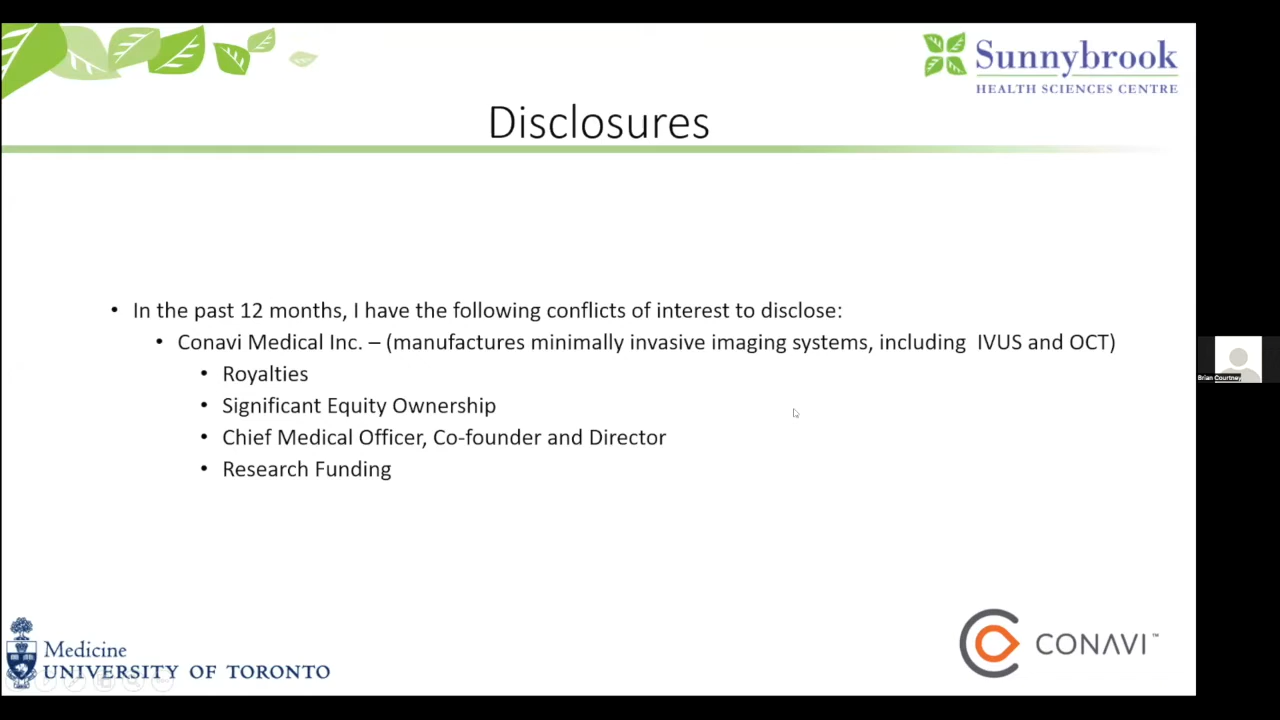 Sunnybrook
HEALTH SCIENCES CENTRE
Disclosures
• In the past 12 months, I have the following conflicts of interest to disclose:
• Conavi Medical Inc. – (manufactures minimally invasive imaging systems, including IVUS and OCT)
• Royalties
• Significant Equity Ownership
• Chief Medical Officer, Co-founder and Director
• Research Funding
Brian Courtney
Medicine
UNIVERSITY OF TORONTO
CONAVI™